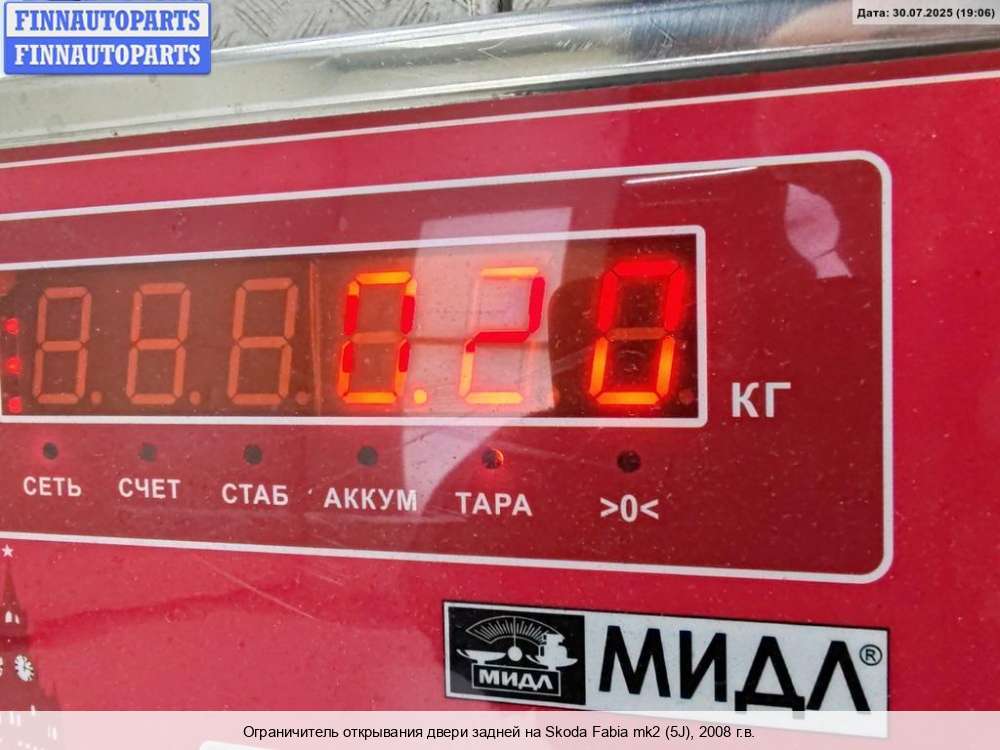 FINNAUTOPARTS
FINNAUTOPARTS
Дата: 30.07.2025 (19:06)
0.20
КГ
СЕТЬ СЧЕТ СТАБ АККУМ ТАРА >0<
МИДЛ
МИДЛ®
Ограничитель открывания двери задней на Skoda Fabia mk2 (5J), 2008 г.в.